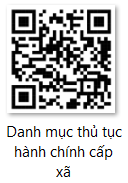 Danh mục thủ tục
hành chính cấp
xã